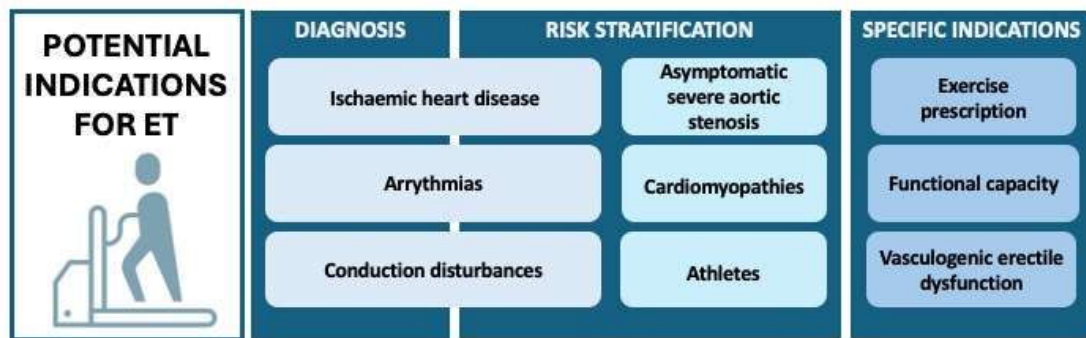 POTENTIAL
INDICATIONS
FOR ET
DIAGNOSIS
RISK STRATIFICATION
SPECIFIC INDICATIONS
Ischaemic heart disease
Asymptomatic
severe aortic
stenosis
Exercise
prescription
Arrythmias
Cardiomyopathies
Functional capacity
Conduction disturbances
Athletes
Vasculogenic erectile
dysfunction